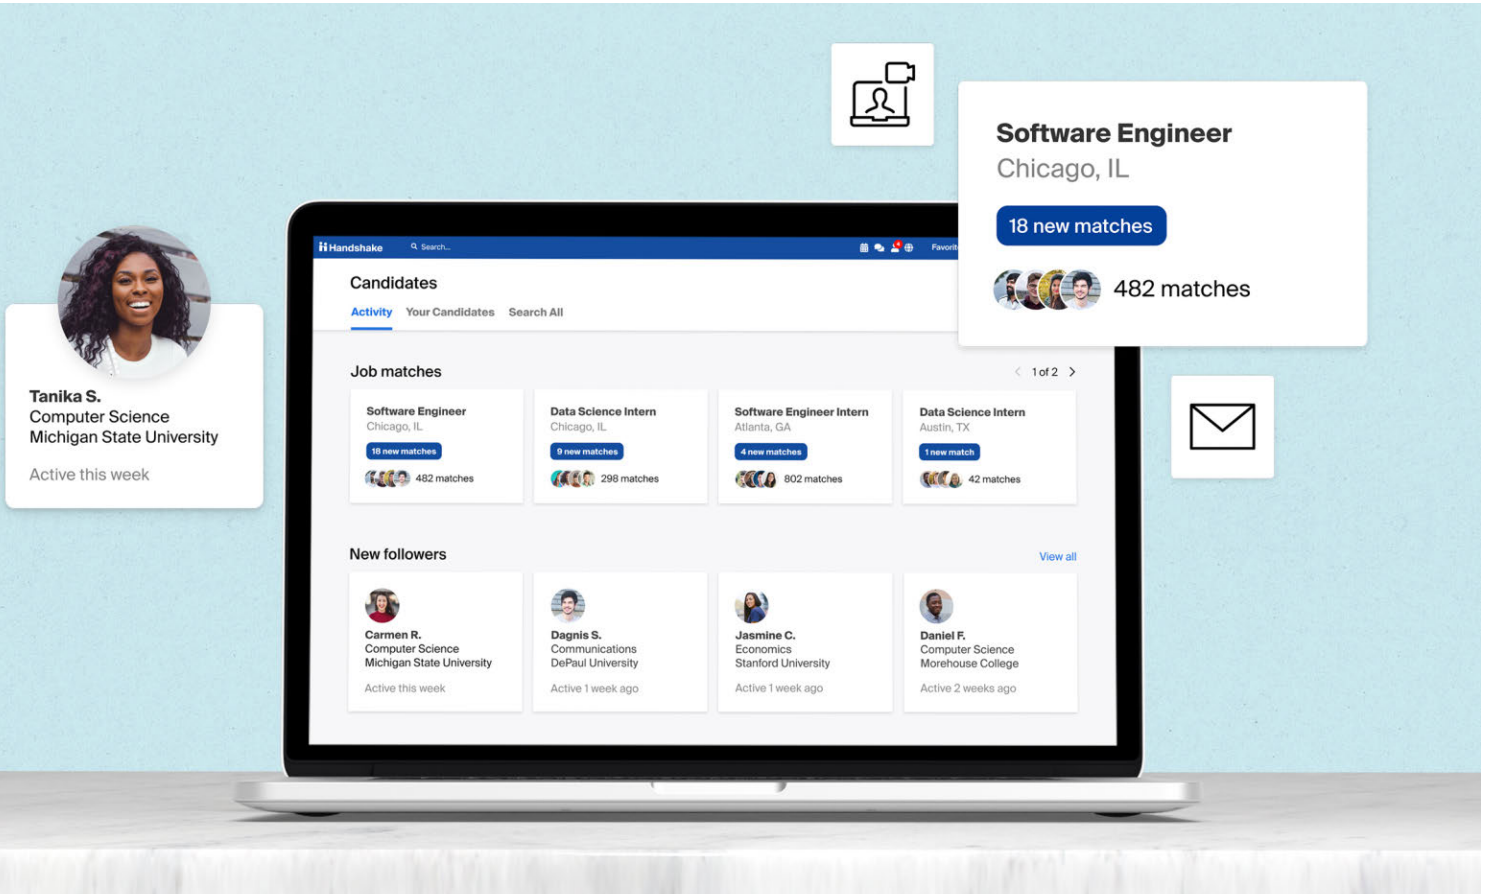 Software Engineer
Chicago, IL
18 new matches
482 matches
Tanika S.
Computer Science
Michigan State University
Active this week
Handshake
Search...
Candidates
Activity
Your Candidates
Search All
Job matches
1 of 2
Software Engineer
Chicago, IL
18 new matches
482 matches
Data Science Intern
Chicago, IL
9 new matches
298 matches
Software Engineer Intern
Atlanta, GA
4 new matches
802 matches
Data Science Intern
Austin, TX
1 new match
42 matches
New followers
View all
Carmen R.
Computer Science
Michigan State University
Active this week
Dagnis S.
Communications
DePaul University
Active 1 week ago
Jasmine C.
Economics
Stanford University
Active 1 week ago
Daniel F.
Computer Science
Morehouse College
Active 2 weeks ago